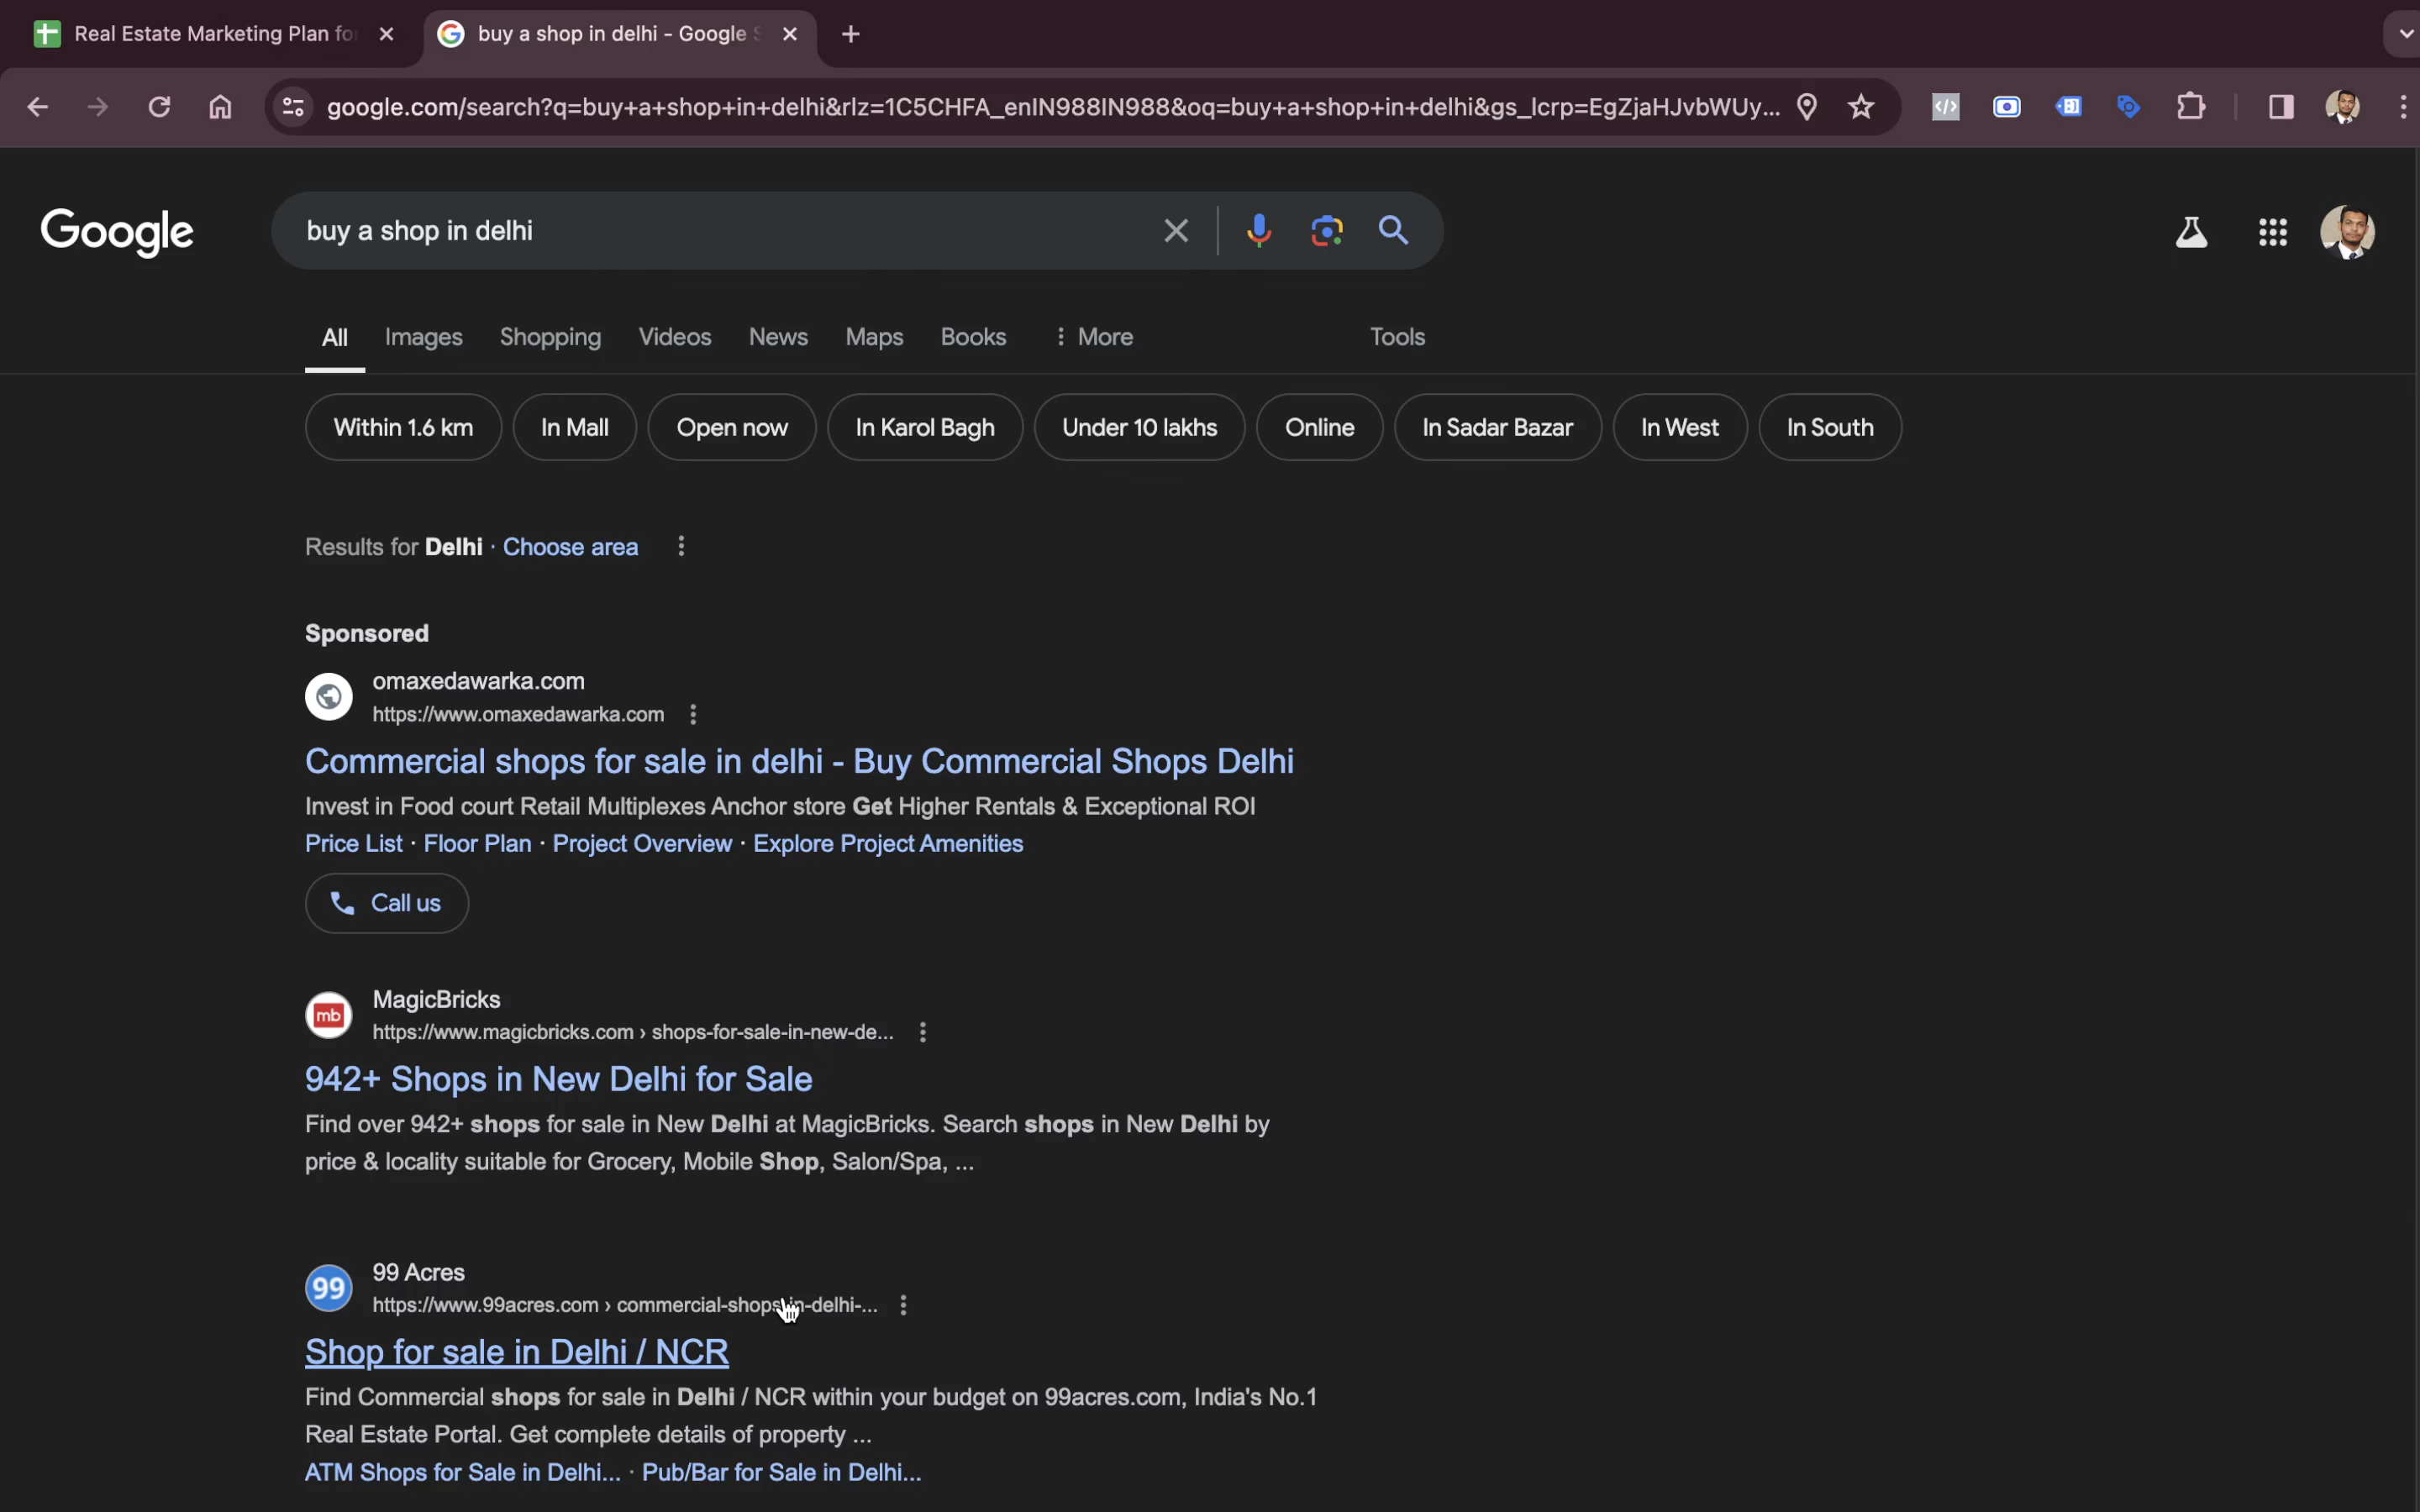 Real Estate Marketing Plan for
buy a shop in delhi - Google S
google.com/search?q=buy+a+shop+in+delhi&rlz=1C5CHFA_enIN988IN988&oq=buy+a+shop+in+delhi&gs_lcrp=EgZjaHJvbWUy...
Google
buy a shop in delhi
All Images Shopping Videos News Maps Books More Tools
Within 1.6 km In Mall Open now In Karol Bagh Under 10 lakhs Online In Sadar Bazar In West In South
Results for Delhi · Choose area
Sponsored
omaxedawarka.com
https://www.omaxedawarka.com
Commercial shops for sale in delhi - Buy Commercial Shops Delhi
Invest in Food court Retail Multiplexes Anchor store Get Higher Rentals & Exceptional ROI
Price List · Floor Plan · Project Overview · Explore Project Amenities
Call us
mb
MagicBricks
https://www.magicbricks.com › shops-for-sale-in-new-de...
942+ Shops in New Delhi for Sale
Find over 942+ shops for sale in New Delhi at MagicBricks. Search shops in New Delhi by
price & locality suitable for Grocery, Mobile Shop, Salon/Spa, ...
99
99 Acres
https://www.99acres.com › commercial-shops-in-delhi-...
Shop for sale in Delhi / NCR
Find Commercial shops for sale in Delhi / NCR within your budget on 99acres.com, India's No.1
Real Estate Portal. Get complete details of property ...
ATM Shops for Sale in Delhi... · Pub/Bar for Sale in Delhi...